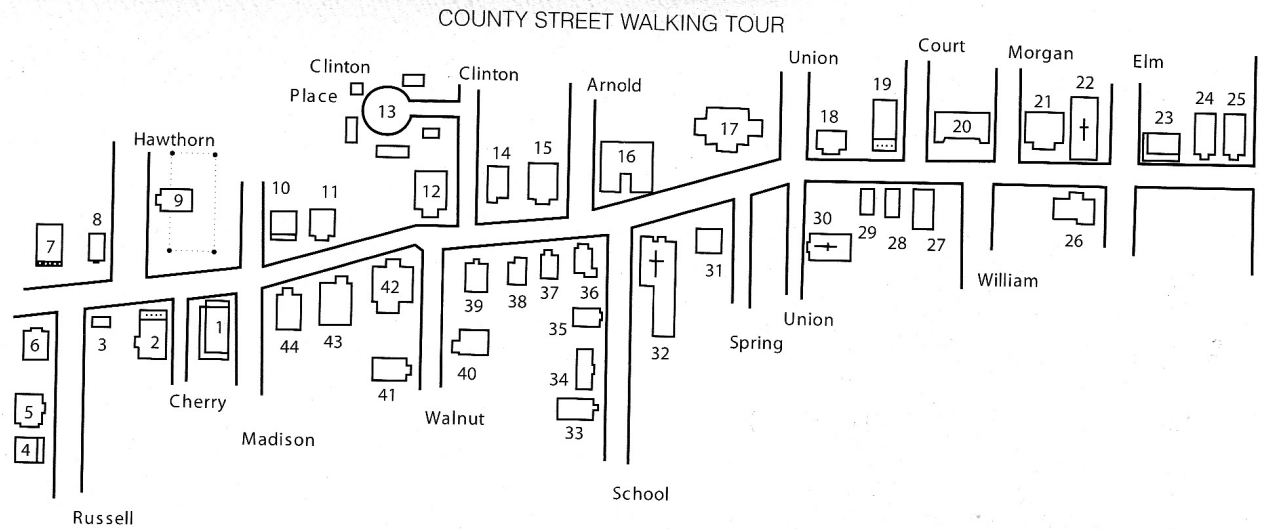 COUNTY STREET WALKING TOUR
Clinton
Place
Clinton
Arnold
Union
Court
Morgan
Elm
Hawthorn
7
8
9
10
11
12
13
14
15
16
17
18
19
20
21
22
23
24
25
6
5
4
3
2
1
44
43
42
41
40
39
38
37
36
35
34
33
32
31
30
29
28
27
26
Russell
Cherry
Madison
Walnut
School
Spring
Union
William